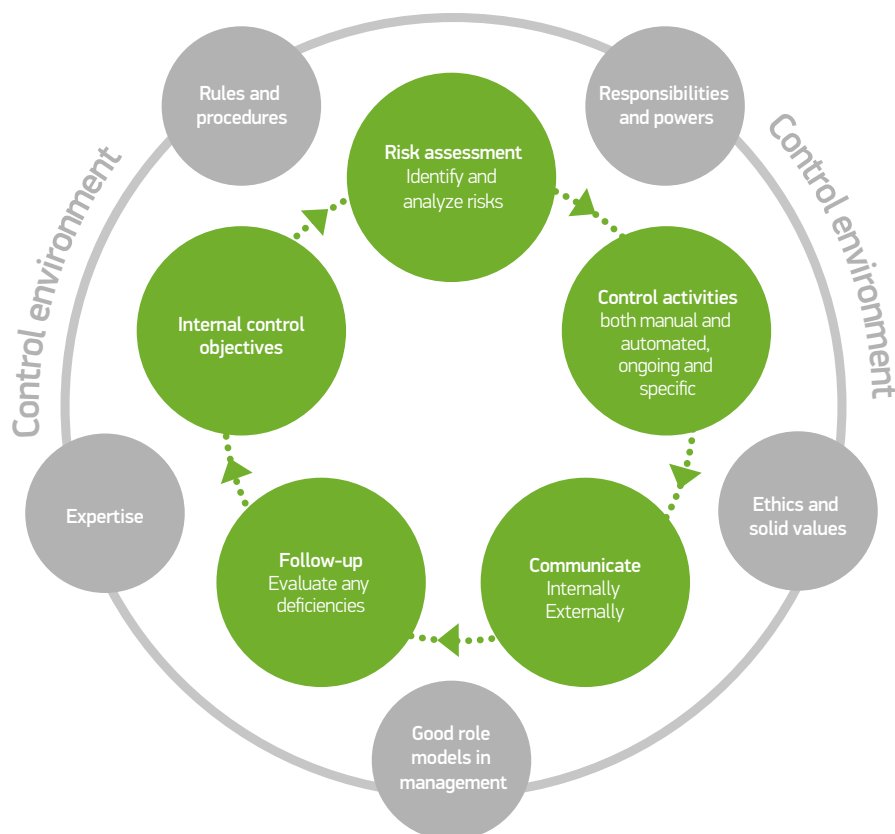 Control environment
Control environment
Rules and
procedures
Responsibilities
and powers
Risk assessment
Identify and
analyze risks
Internal control
objectives
Control activities
both manual and
automated,
ongoing and
specific
Expertise
Ethics and
solid values
Follow-up
Evaluate any
deficiencies
Communicate
Internally
Externally
Good role
models in
management